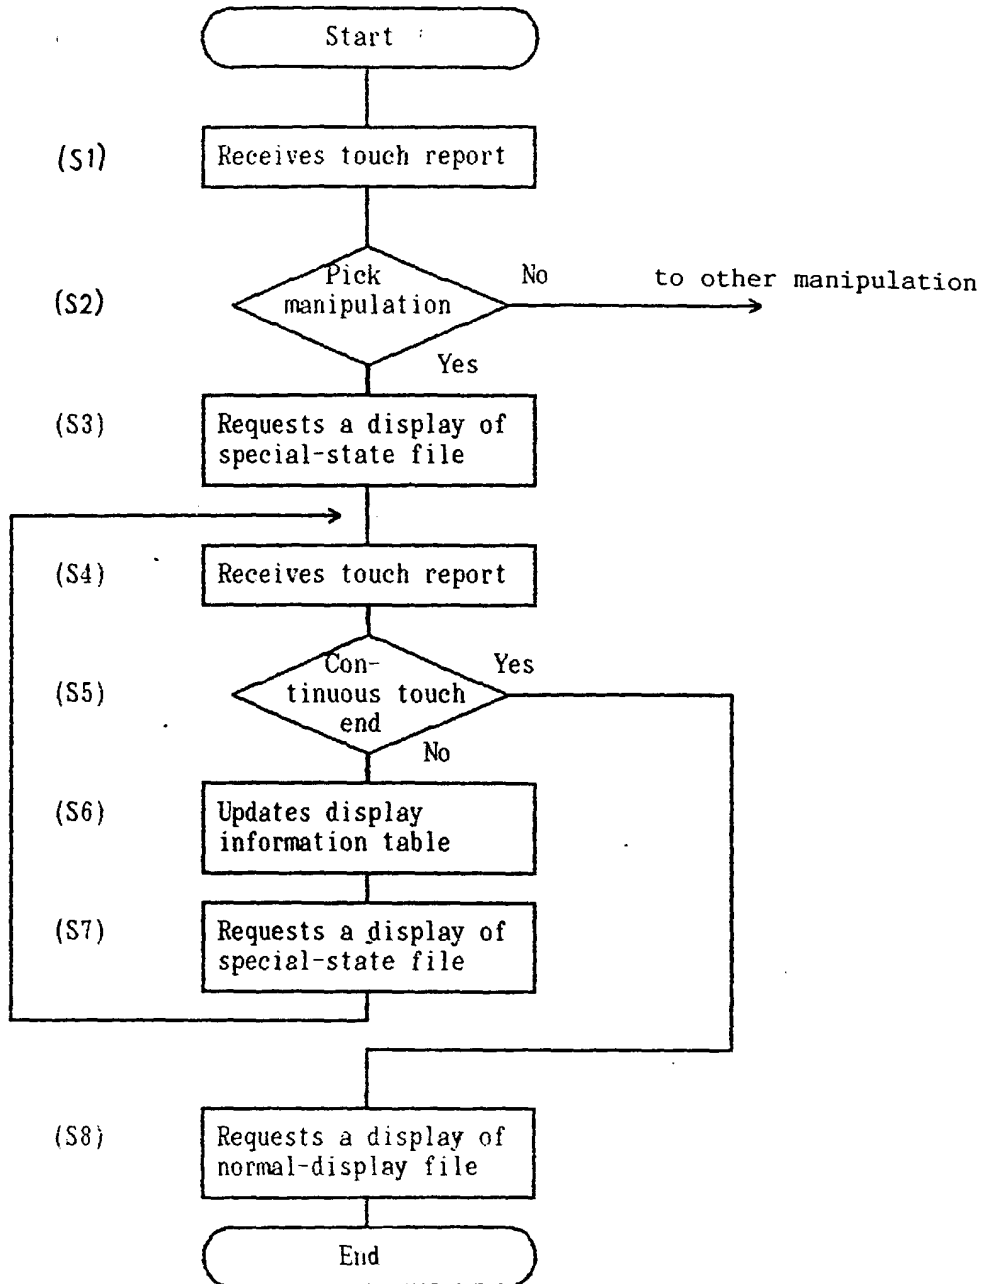 Start
(S1)
Receives touch report
(S2)
Pick
manipulation
No
to other manipulation
Yes
(S3)
Requests a display of
special-state file
(S4)
Receives touch report
(S5)
Con-
tinuous touch
end
Yes
No
(S6)
Updates display
information table
(S7)
Requests a display of
special-state file
(S8)
Requests a display of
normal-display file
End